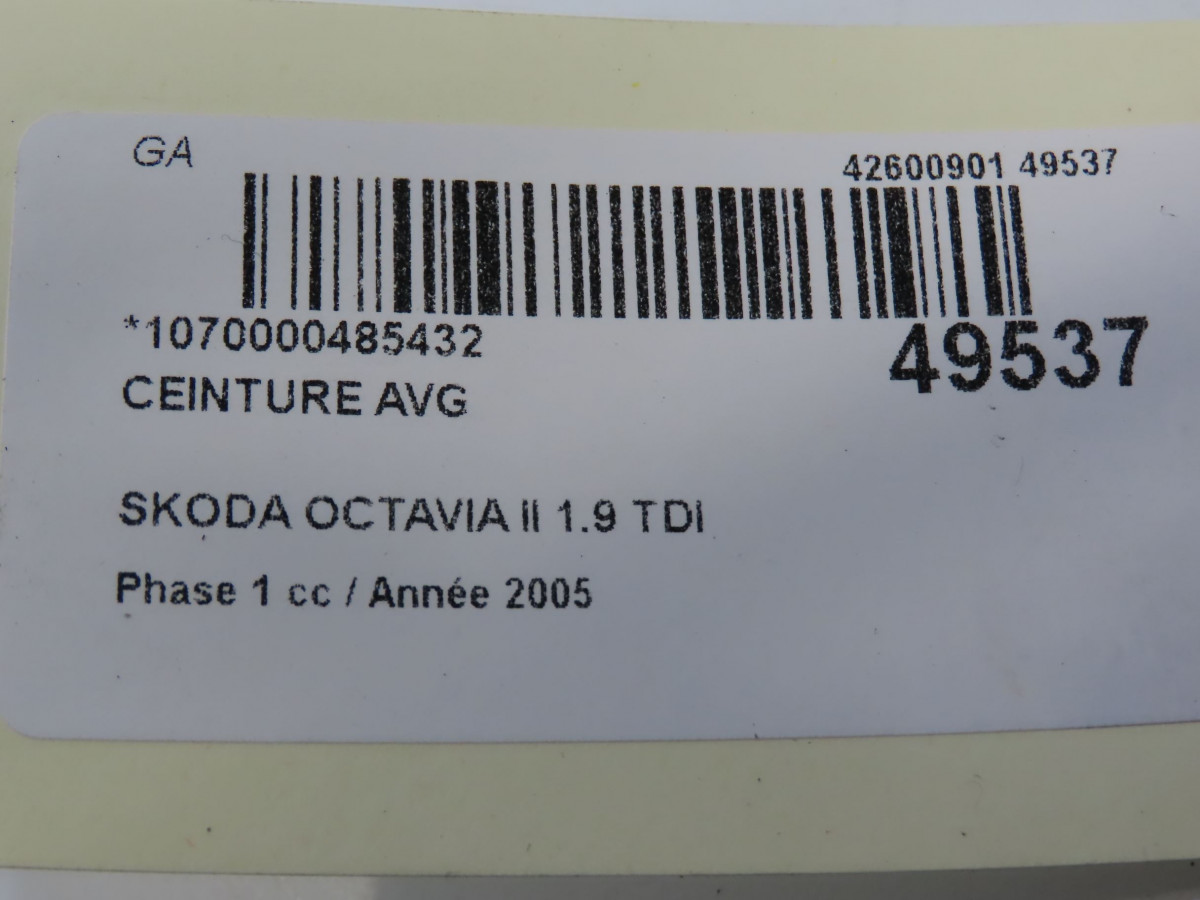 GA
42600901 49537
*1070000485432
49537
CEINTURE AVG
SKODA OCTAVIA II 1.9 TDI
Phase 1 cc / Année 2005